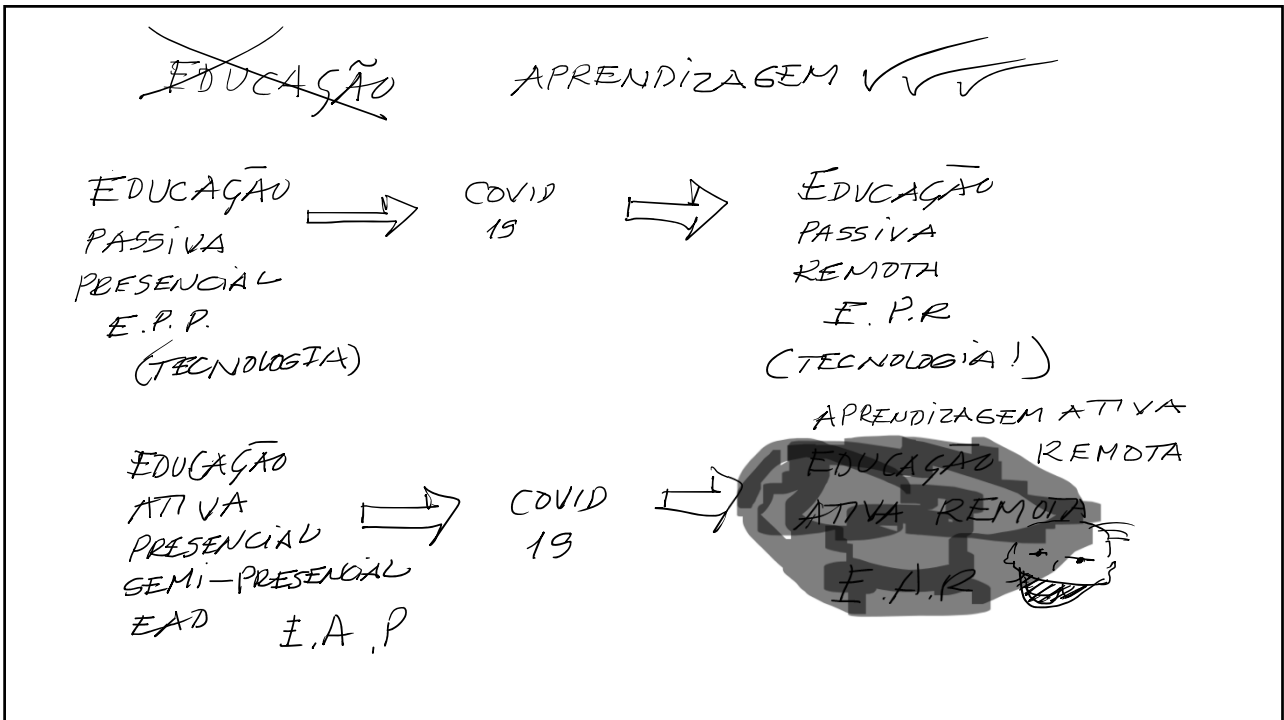 EDUCAÇÃO APRENDIZAGEM
EDUCAÇÃO
PASSIVA
PRESENCIAL
E.P.P.
(TECNOLOGIA)
COVID
19
EDUCAÇÃO
PASSIVA
REMOTA
E.P.R
(TECNOLOGIA!)
EDUCAÇÃO
ATIVA
PRESENCIAL
SEMI-PRESENCIAL
EAD E.A.P
COVID
19
APRENDIZAGEM ATIVA
REMOTA
EDUCAÇÃO
ATIVA REMOTA
E.A.R